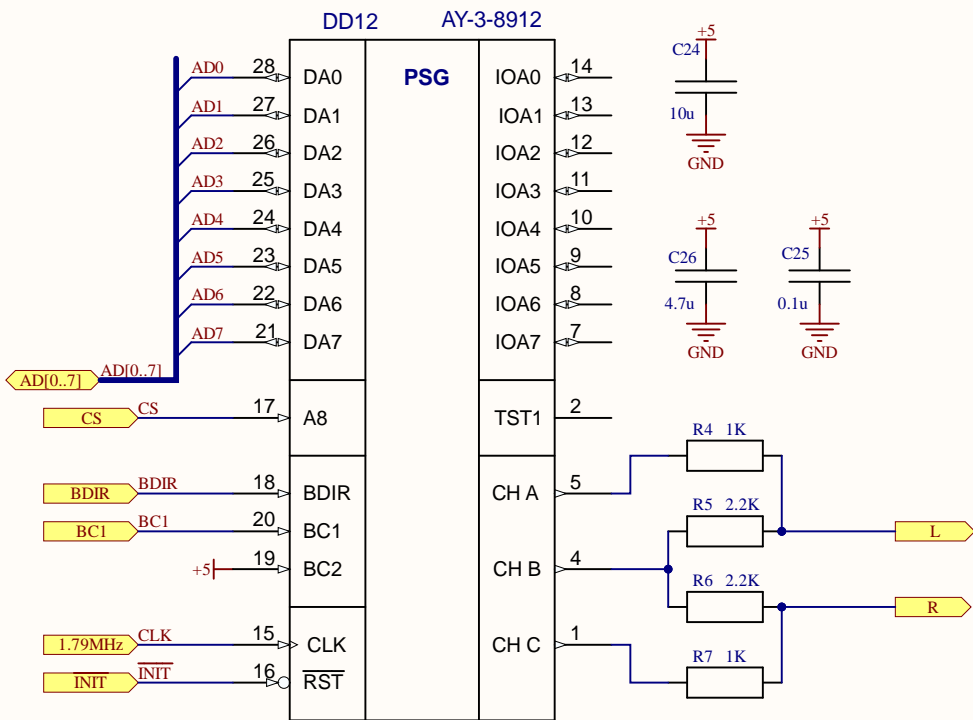 DD12 AY-3-8912
PSG
AD0 28 DA0 IOA0 14
AD1 27 DA1 IOA1 13
AD2 26 DA2 IOA2 12
AD3 25 DA3 IOA3 11
AD4 24 DA4 IOA4 10
AD5 23 DA5 IOA5 9
AD6 22 DA6 IOA6 8
AD7 21 DA7 IOA7 7
AD[0..7] AD[0..7]
CS CS 17 A8 TST1 2
BDIR BDIR 18 BDIR CH A 5
BC1 BC1 20 BC1
+5 19 BC2 CH B 4
1.79MHz CLK 15 CLK CH C 1
INIT INIT 16 RST
+5
C24
10u
GND
+5
C26
4.7u
GND
+5
C25
0.1u
GND
R4 1K
R5 2.2K
L
R6 2.2K
R
R7 1K